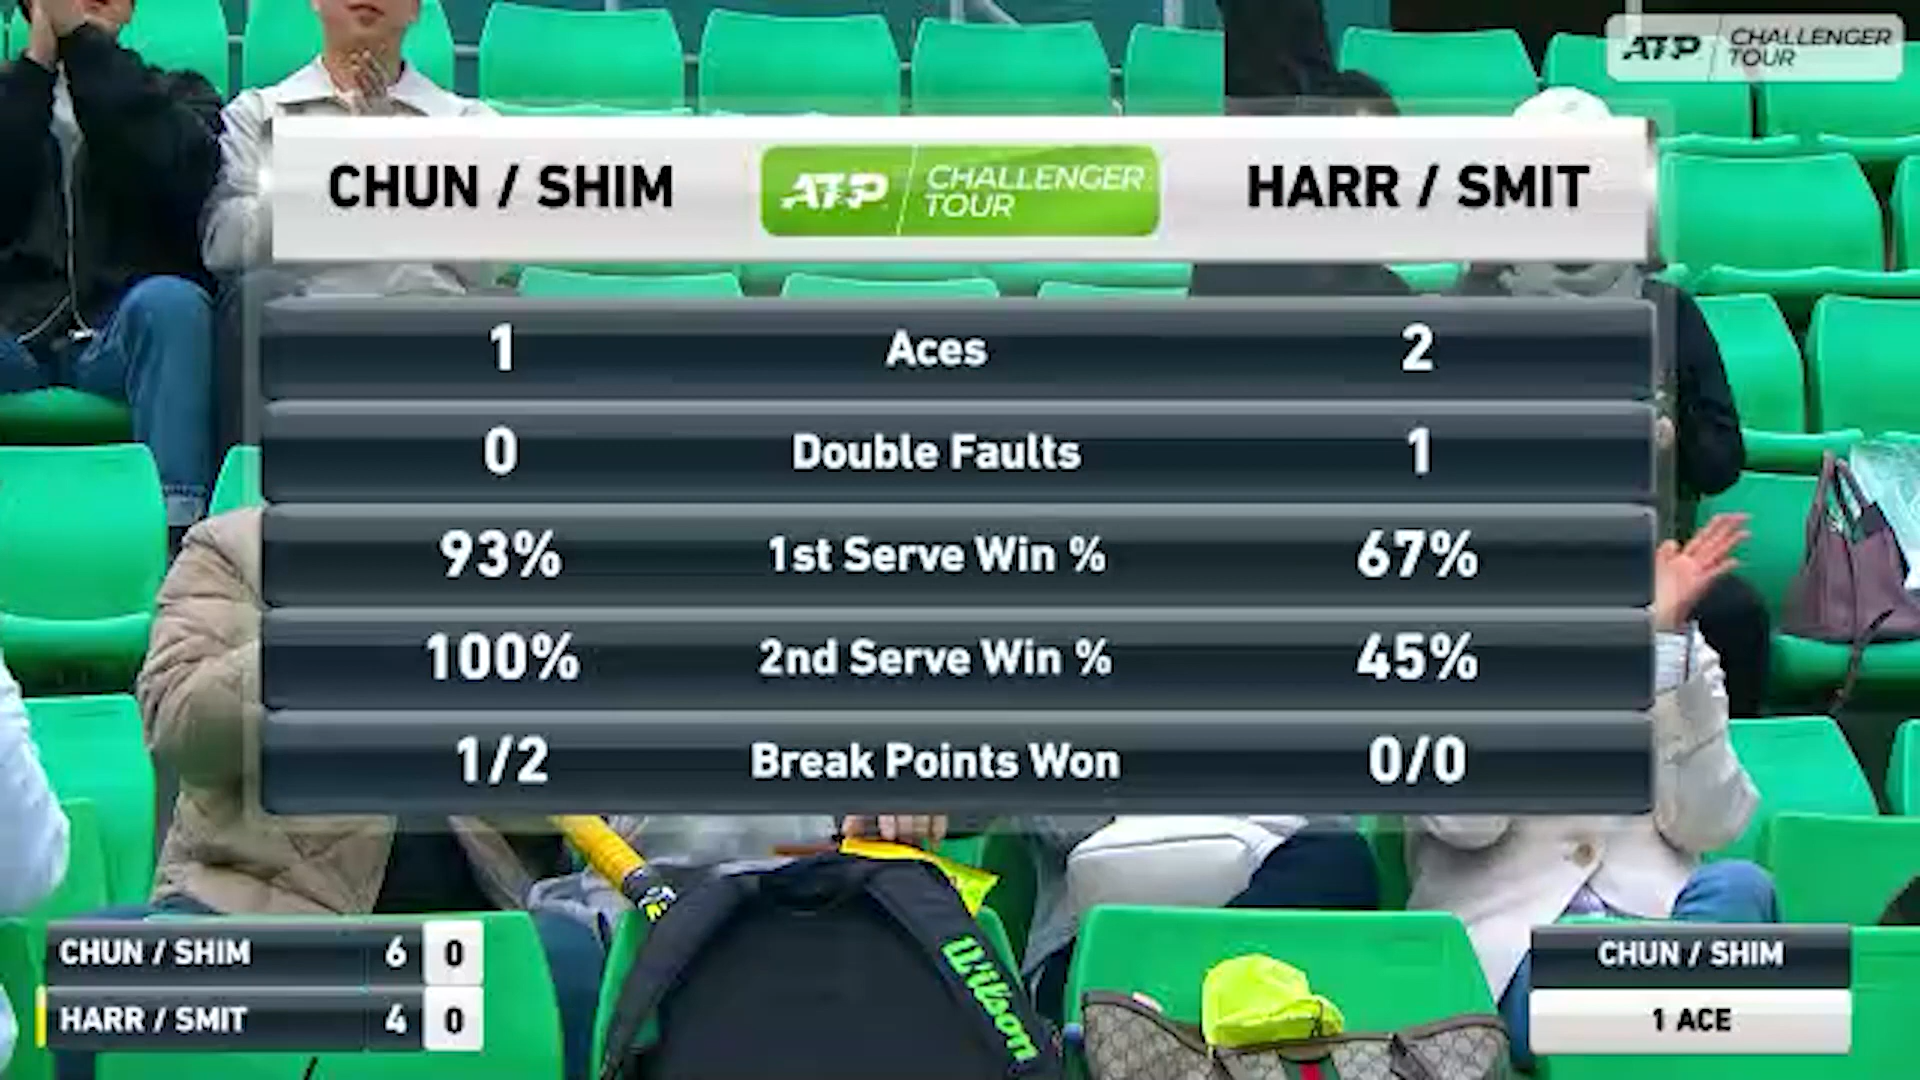 ATP CHALLENGER TOUR
CHUN / SHIM ATP CHALLENGER TOUR HARR / SMIT
1 Aces 2
0 Double Faults 1
93% 1st Serve Win % 67%
100% 2nd Serve Win % 45%
1/2 Break Points Won 0/0
Wilson
CHUN / SHIM 6 0
HARR / SMIT 4 0
CHUN / SHIM
1 ACE